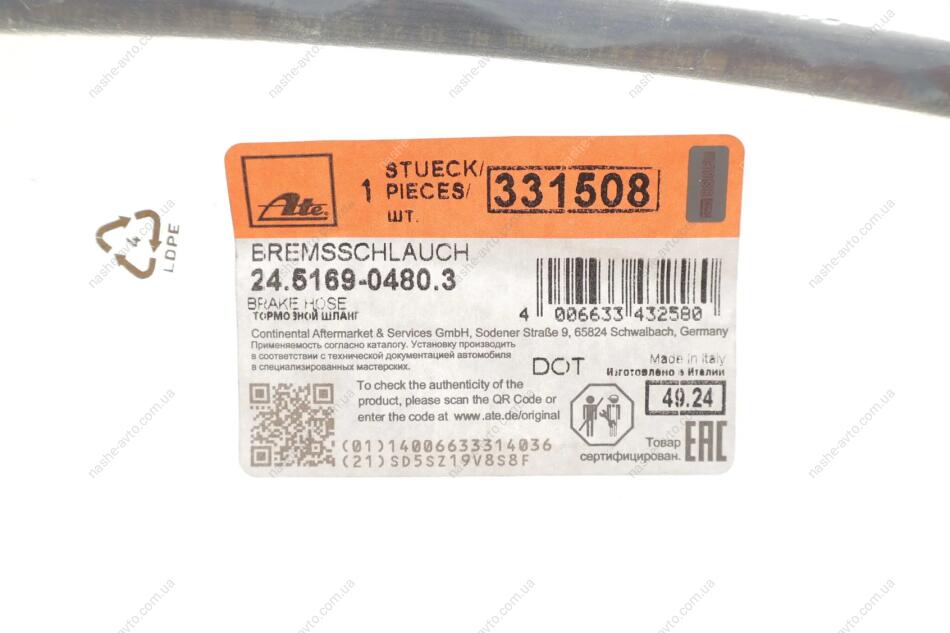 4
LDPE
Ate
1
STUECK/
PIECES/
шт.
331508
BREMSSCHLAUCH
24.5169-0480.3
BRAKE HOSE
ТОРМОЗНОЙ ШЛАНГ
4 006633 432580
Continental Aftermarket & Services GmbH, Sodener Straße 9, 65824 Schwalbach, Germany
Применяемость согласно каталогу. Установку производить
в соответствии с технической документацией автомобиля
в специализированных мастерских.
DOT
Made in Italy
Изготовлено в Италии
To check the authenticity of the
product, please scan the QR Code or
enter the code at www.ate.de/original
49.24
(01)14006633314036
(21)SD5SZ19V8S8F
Товар
сертифицирован.
EAC
nashe-avto.com.ua